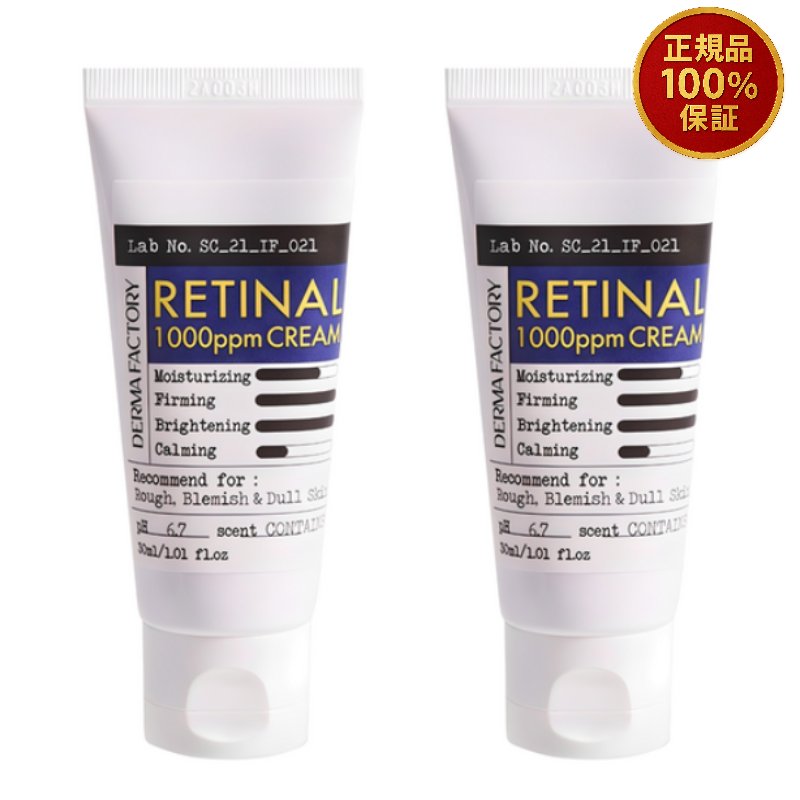 正規品
100%
保証
2A003M
Lab No. SC_21_IF_021
DERMA FACTORY
RETINAL
1000ppm CREAM
Moisturizing
Firming
Brightening
Calming
Recommend for :
Rough, Blemish & Dull Skin
pH 6.7 scent CONTAINS
30ml/1.01 fl.oz
2A003M
Lab No. SC_21_IF_021
DERMA FACTORY
RETINAL
1000ppm CREAM
Moisturizing
Firming
Brightening
Calming
Recommend for :
Rough, Blemish & Dull Skin
pH 6.7 scent CONTAINS
30ml/1.01 fl.oz